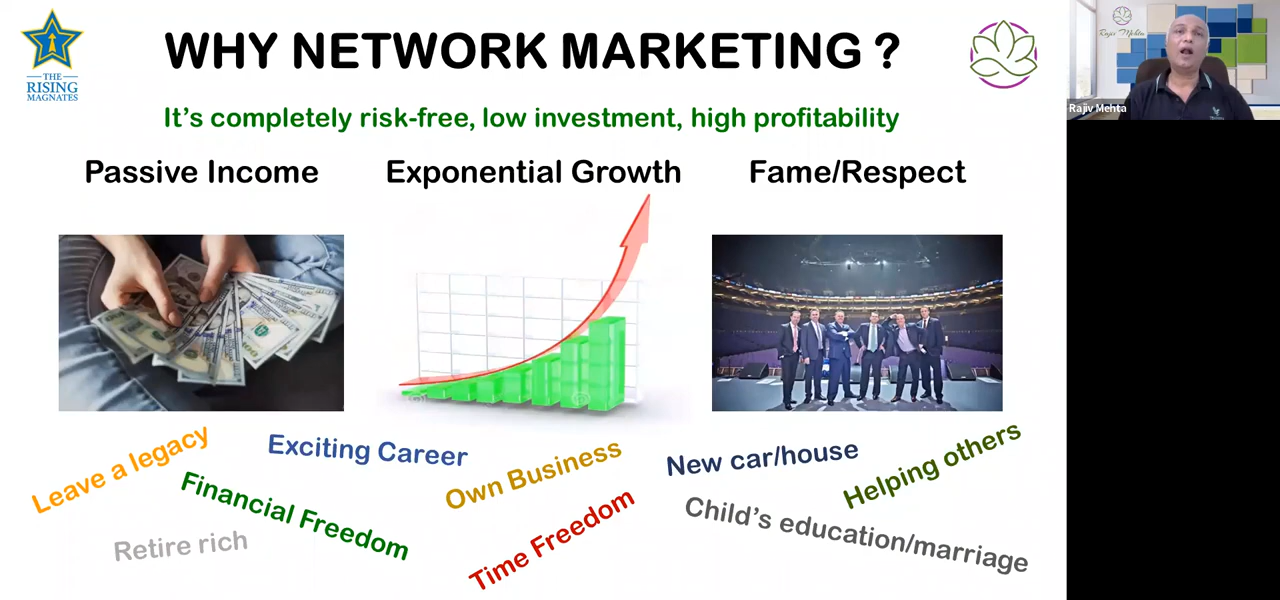 WHY NETWORK MARKETING ?
THE
RISING
MAGNATES
It's completely risk-free, low investment, high profitability
Rajiv Mehta
Rajiv Mehta
Passive Income
Exponential Growth
Fame/Respect
Leave a legacy
Exciting Career
Own Business
New car/house
Helping others
Financial Freedom
Time Freedom
Child's education/marriage
Retire rich